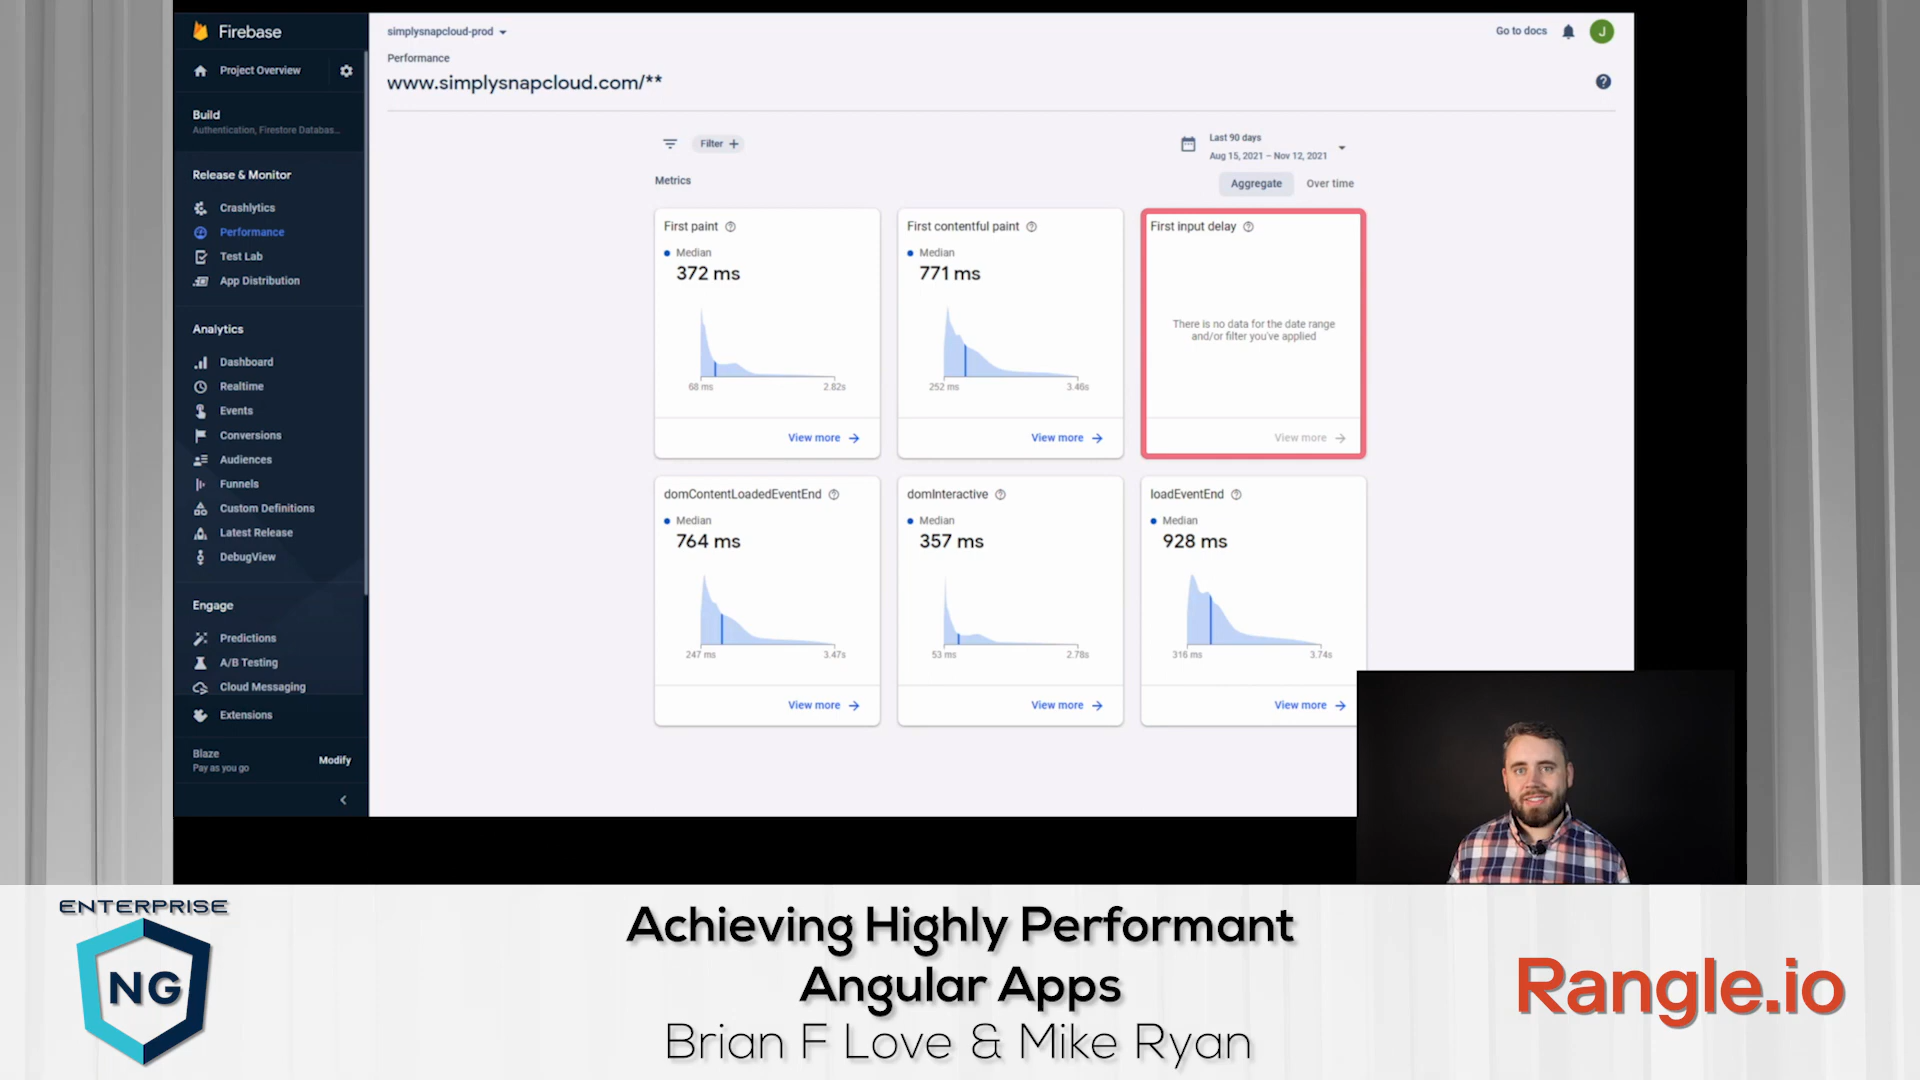 Firebase
Project Overview
Build
Authentication, Firestore Databas...
Release & Monitor
Crashlytics
Performance
Test Lab
App Distribution
Analytics
Dashboard
Realtime
Events
Conversions
Audiences
Funnels
Custom Definitions
Latest Release
DebugView
Engage
Predictions
A/B Testing
Cloud Messaging
Extensions
Blaze
Pay as you go
Modify
simplysnapcloud-prod
Go to docs
J
Performance
www.simplysnapcloud.com/**
Filter +
Last 90 days
Aug 15, 2021 – Nov 12, 2021
Metrics
Aggregate Over time
First paint
Median
372 ms
68 ms 2.82s
View more
First contentful paint
Median
771 ms
252 ms 3.46s
View more
First input delay
There is no data for the date range
and/or filter you've applied
View more
domContentLoadedEventEnd
Median
764 ms
247 ms 3.47s
View more
domInteractive
Median
357 ms
53 ms 2.78s
View more
loadEventEnd
Median
928 ms
316 ms 3.74s
View more
ENTERPRISE
NG
Achieving Highly Performant
Angular Apps
Brian F Love & Mike Ryan
Rangle.io